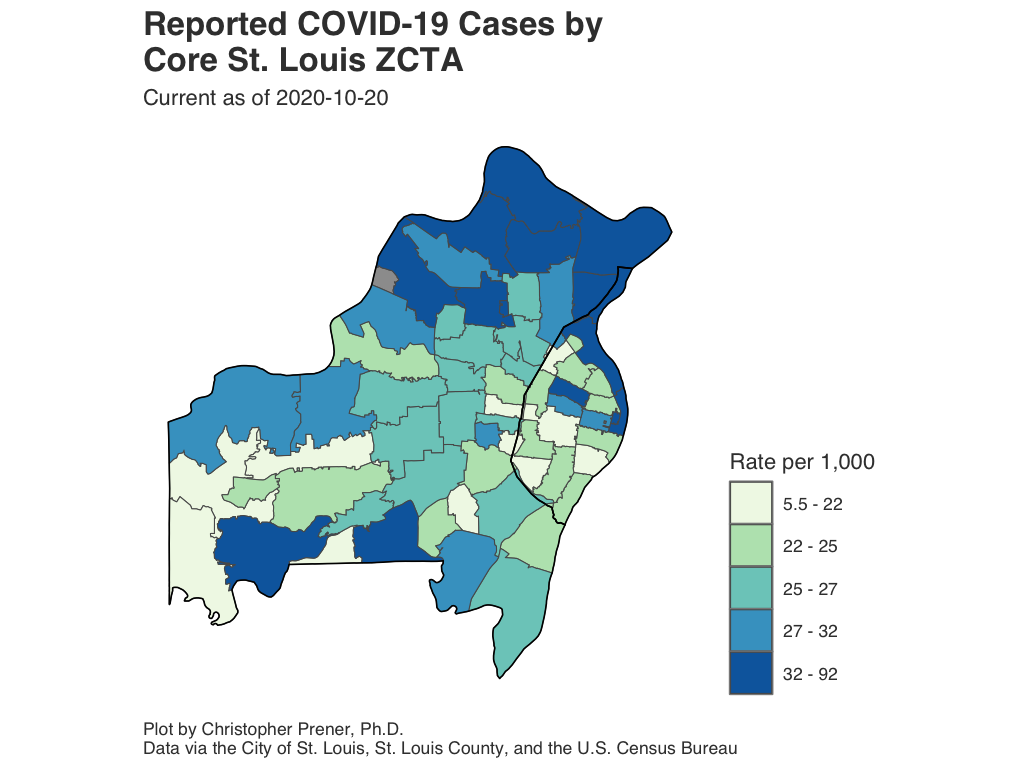 Reported COVID-19 Cases by
Core St. Louis ZCTA
Current as of 2020-10-20
Rate per 1,000
5.5 - 22
22 - 25
25 - 27
27 - 32
32 - 92
Plot by Christopher Prener, Ph.D.
Data via the City of St. Louis, St. Louis County, and the U.S. Census Bureau